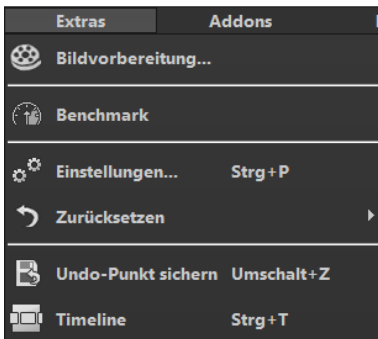 Extras Addons
Bildvorbereitung...
Benchmark
Einstellungen... Strg+P
Zurücksetzen
Undo-Punkt sichern Umschalt+Z
Timeline Strg+T